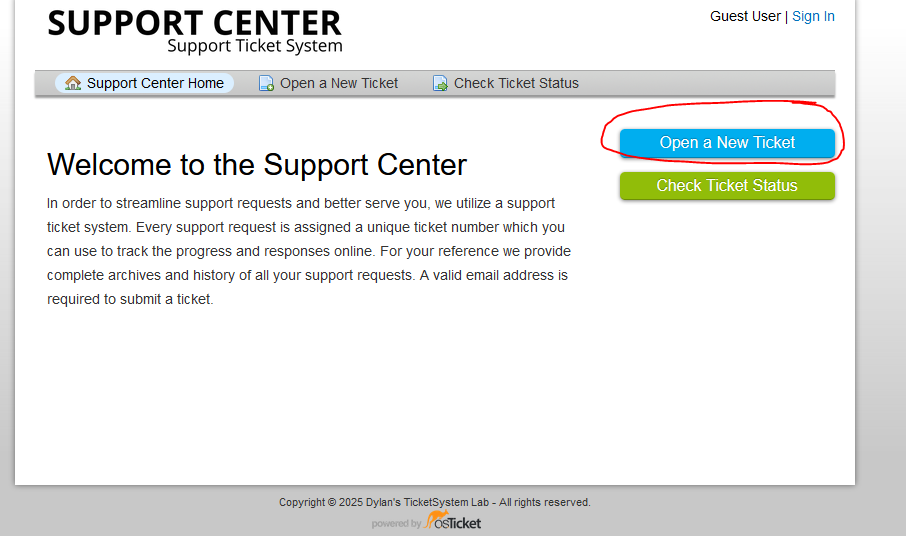 SUPPORT CENTER
Support Ticket System
Guest User | Sign In
Support Center Home
Open a New Ticket
Check Ticket Status
Open a New Ticket
Check Ticket Status
Welcome to the Support Center
In order to streamline support requests and better serve you, we utilize a support
ticket system. Every support request is assigned a unique ticket number which you
can use to track the progress and responses online. For your reference we provide
complete archives and history of all your support requests. A valid email address is
required to submit a ticket.
Copyright © 2025 Dylan's TicketSystem Lab - All rights reserved.
powered by osTicket